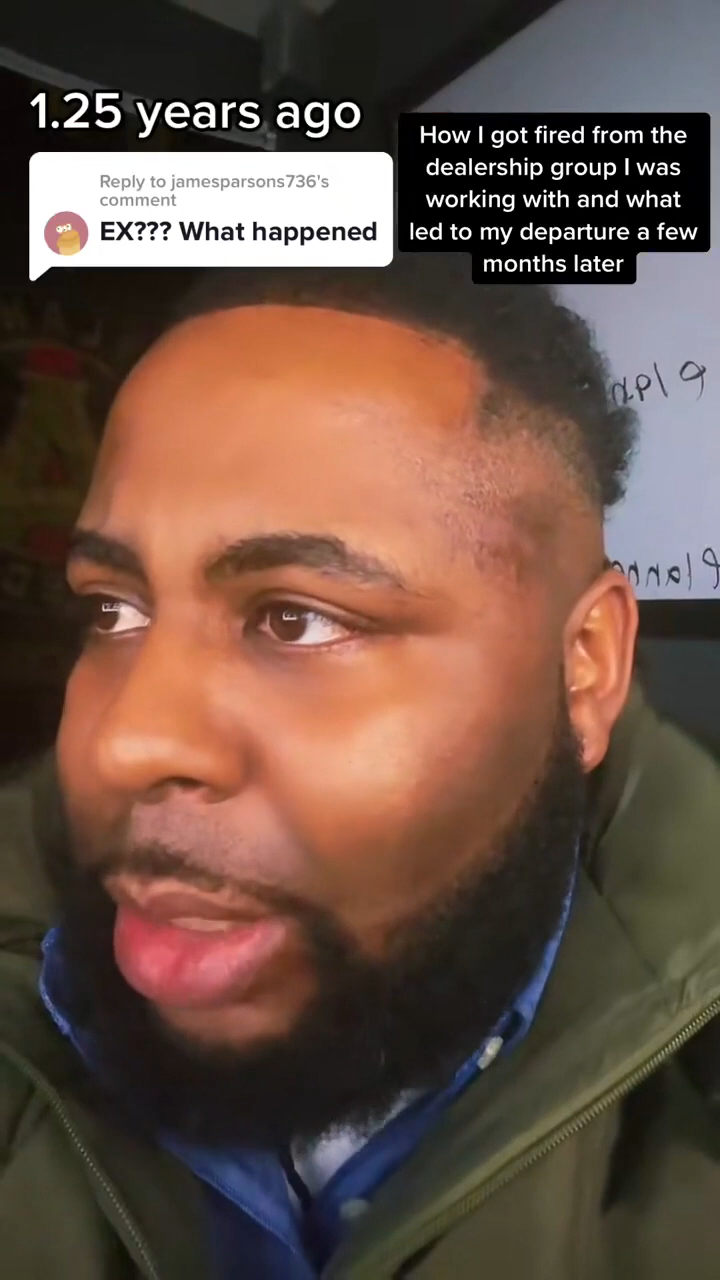 1.25 years ago
Reply to jamesparsons736's
comment
EX??? What happened
How I got fired from the
dealership group I was
working with and what
led to my departure a few
months later